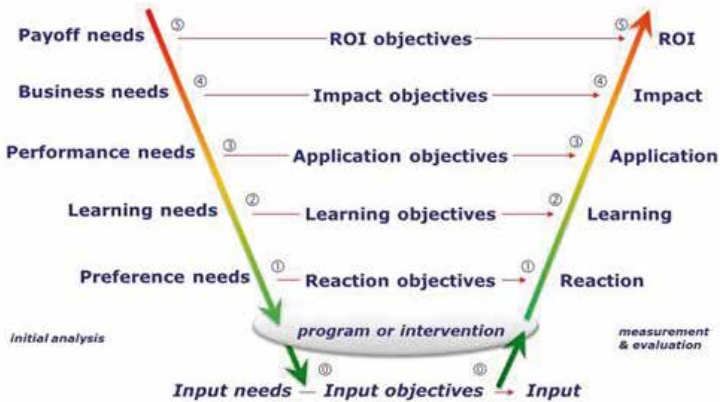 Payoff needs ⑤ ROI objectives ⑤ ROI
Business needs ④ Impact objectives ④ Impact
Performance needs ③ Application objectives ③ Application
Learning needs ② Learning objectives ② Learning
Preference needs ① Reaction objectives ① Reaction
initial analysis
program or intervention
measurement
& evaluation
Input needs ⓪ Input objectives ⓪ Input